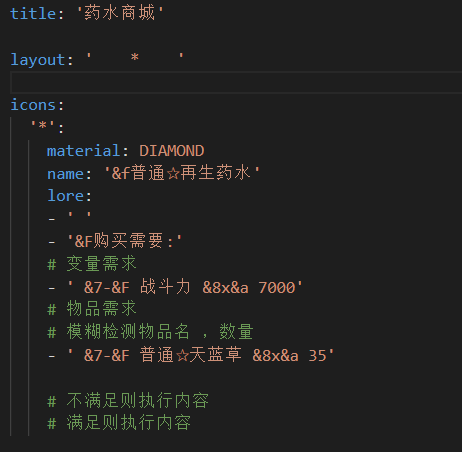 title: '药水商城'
layout: '    *    '
icons:
'*':
material: DIAMOND
name: '&f普通☆再生药水'
lore:
- ' '
- '&F购买需要:'
# 变量需求
- ' &7-&F 战斗力 &8x&a 7000'
# 物品需求
# 模糊检测物品名 , 数量
- ' &7-&F 普通☆天蓝草 &8x&a 35'
# 不满足则执行内容
# 满足则执行内容